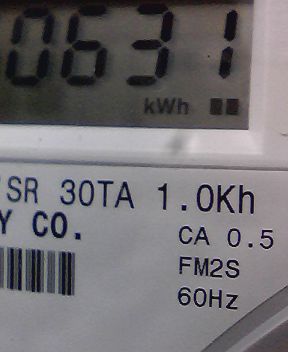 0631
kWh
SR 30TA 1.0Kh
Y CO.
CA 0.5
FM2S
60Hz